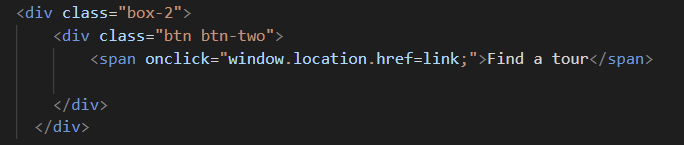 <div class="box-2">
<div class="btn btn-two">
<span onclick="window.location.href=link;">Find a tour</span>
</div>
</div>